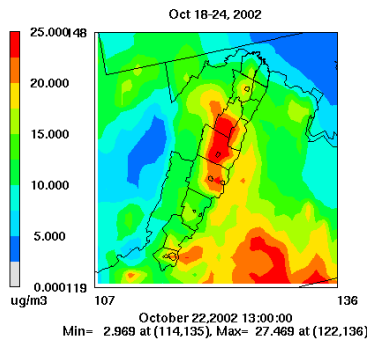 Oct 18-24, 2002
25.000 148
20.000
15.000
10.000
5.000
0.000 119
ug/m3
107 136
October 22,2002 13:00:00
Min= 2.969 at (114,135), Max= 27.469 at (122,136)